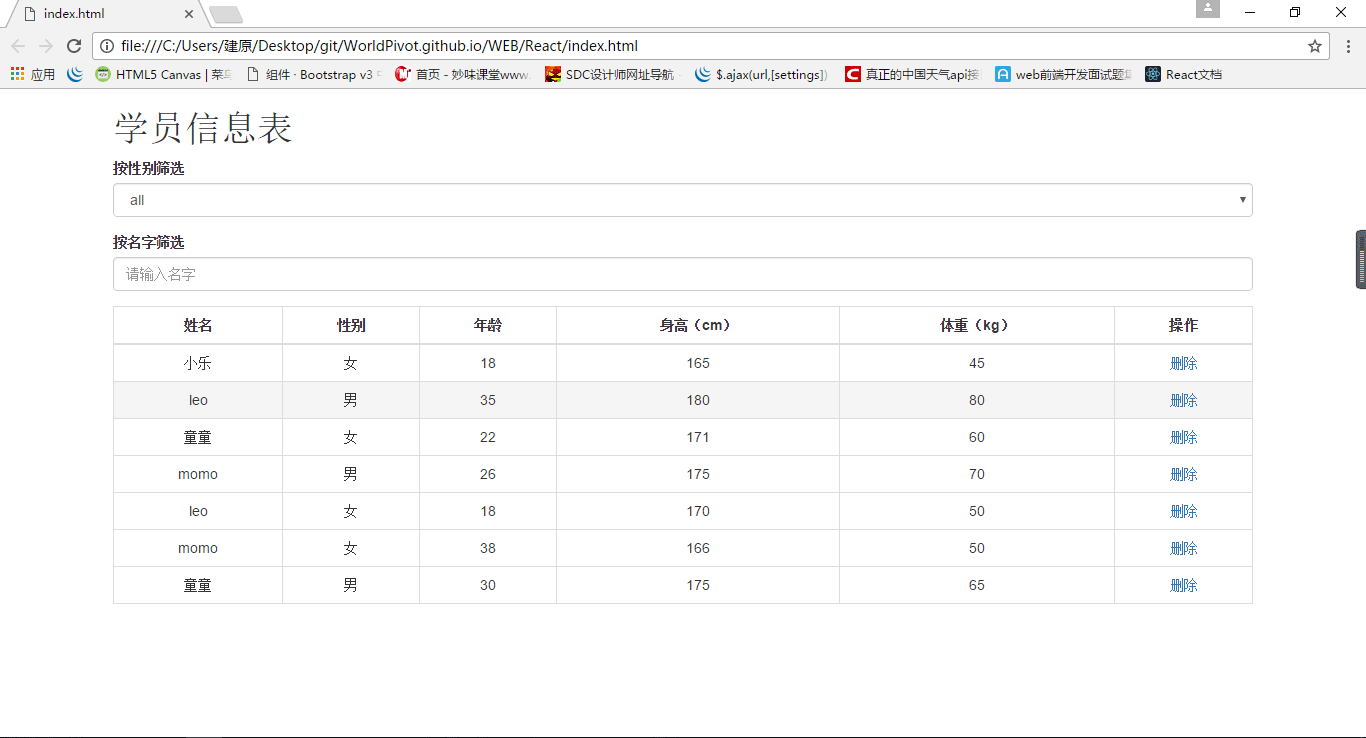 index.html
file:///C:/Users/建原/Desktop/git/WorldPivot.github.io/WEB/React/index.html
应用 HTML5 Canvas | 菜鸟 组件 · Bootstrap v3 首页 - 妙味课堂www. SDC设计师网址导航 $.ajax(url,[settings]) 真正的中国天气api接 web前端开发面试题 React文档
学员信息表
按性别筛选
all
按名字筛选
请输入名字
姓名 性别 年龄 身高（cm） 体重（kg） 操作
小乐 女 18 165 45 删除
leo 男 35 180 80 删除
童童 女 22 171 60 删除
momo 男 26 175 70 删除
leo 女 18 170 50 删除
momo 女 38 166 50 删除
童童 男 30 175 65 删除